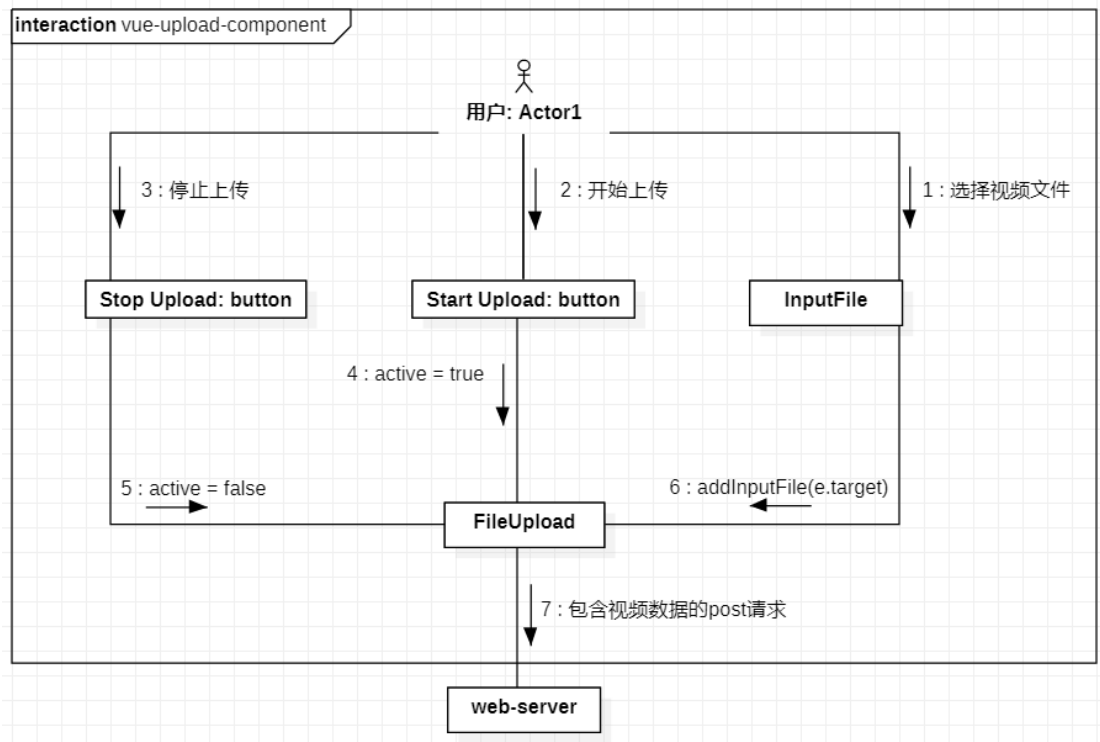 interaction vue-upload-component
用户: Actor1
3 : 停止上传
2 : 开始上传
1 : 选择视频文件
Stop Upload: button
Start Upload: button
InputFile
4 : active = true
5 : active = false
6 : addInputFile(e.target)
FileUpload
7 : 包含视频数据的post请求
web-server